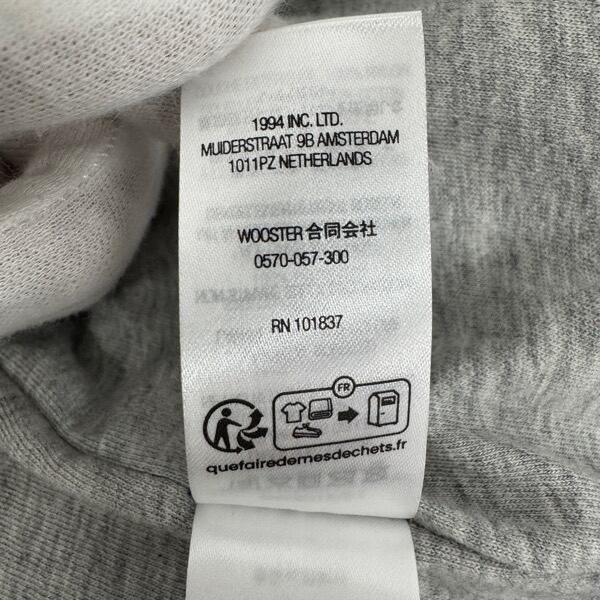 1994 INC. LTD.
MUIDERSTRAAT 9B AMSTERDAM
1011PZ NETHERLANDS
WOOSTER 合同会社
0570-057-300
RN 101837
FR
quefairedemesdechets.fr